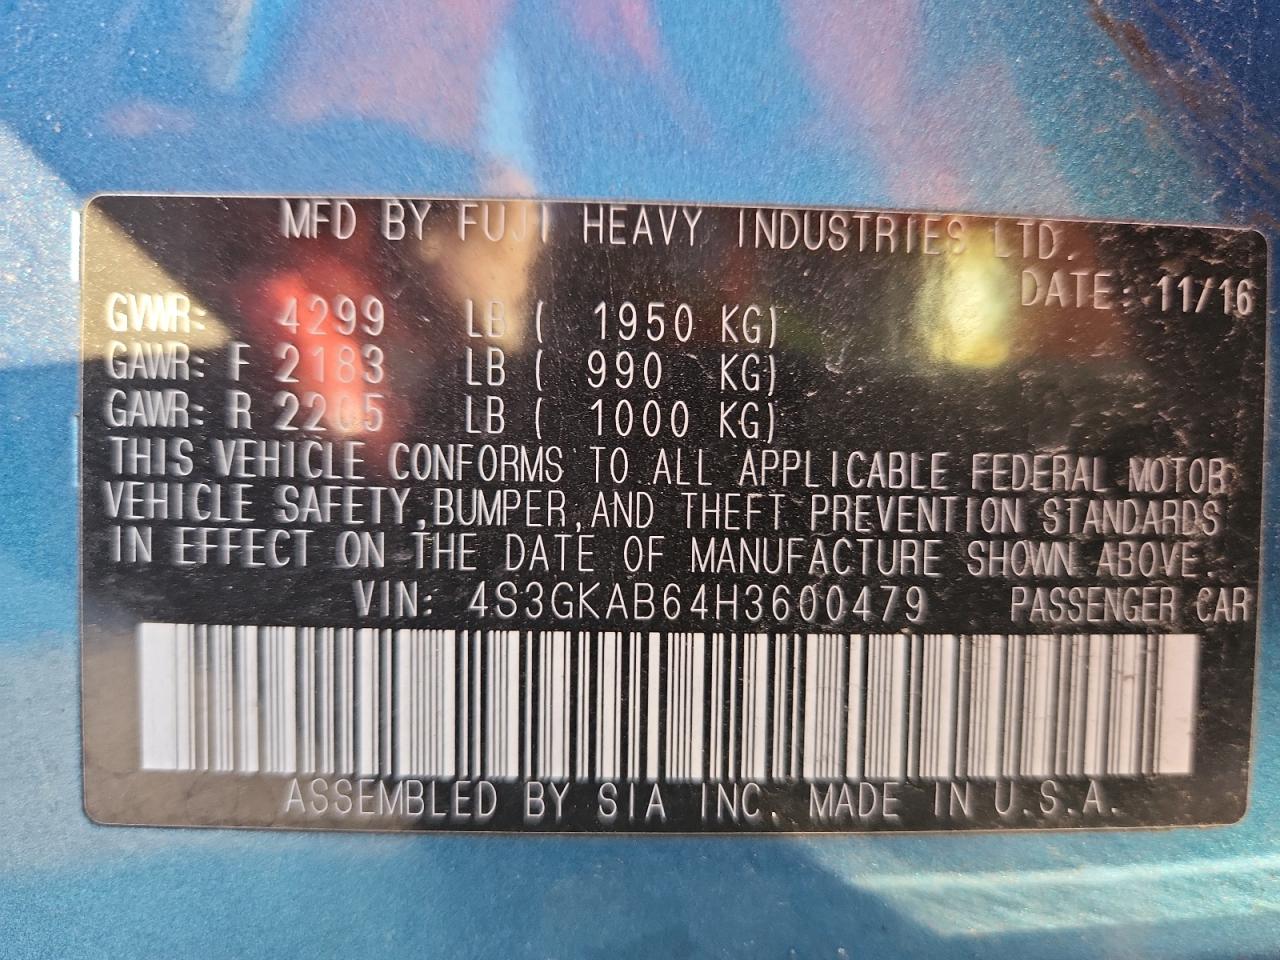 MFD BY FUJI HEAVY INDUSTRIES LTD.
DATE: 11/16
GVWR: 4299 LB ( 1950 KG)
GAWR: F 2183 LB ( 990 KG)
GAWR: R 2205 LB ( 1000 KG)
THIS VEHICLE CONFORMS TO ALL APPLICABLE FEDERAL MOTOR
VEHICLE SAFETY,BUMPER,AND THEFT PREVENTION STANDARDS
IN EFFECT ON THE DATE OF MANUFACTURE SHOWN ABOVE.
VIN: 4S3GKAB64H3600479 PASSENGER CAR
ASSEMBLED BY SIA INC. MADE IN U.S.A.